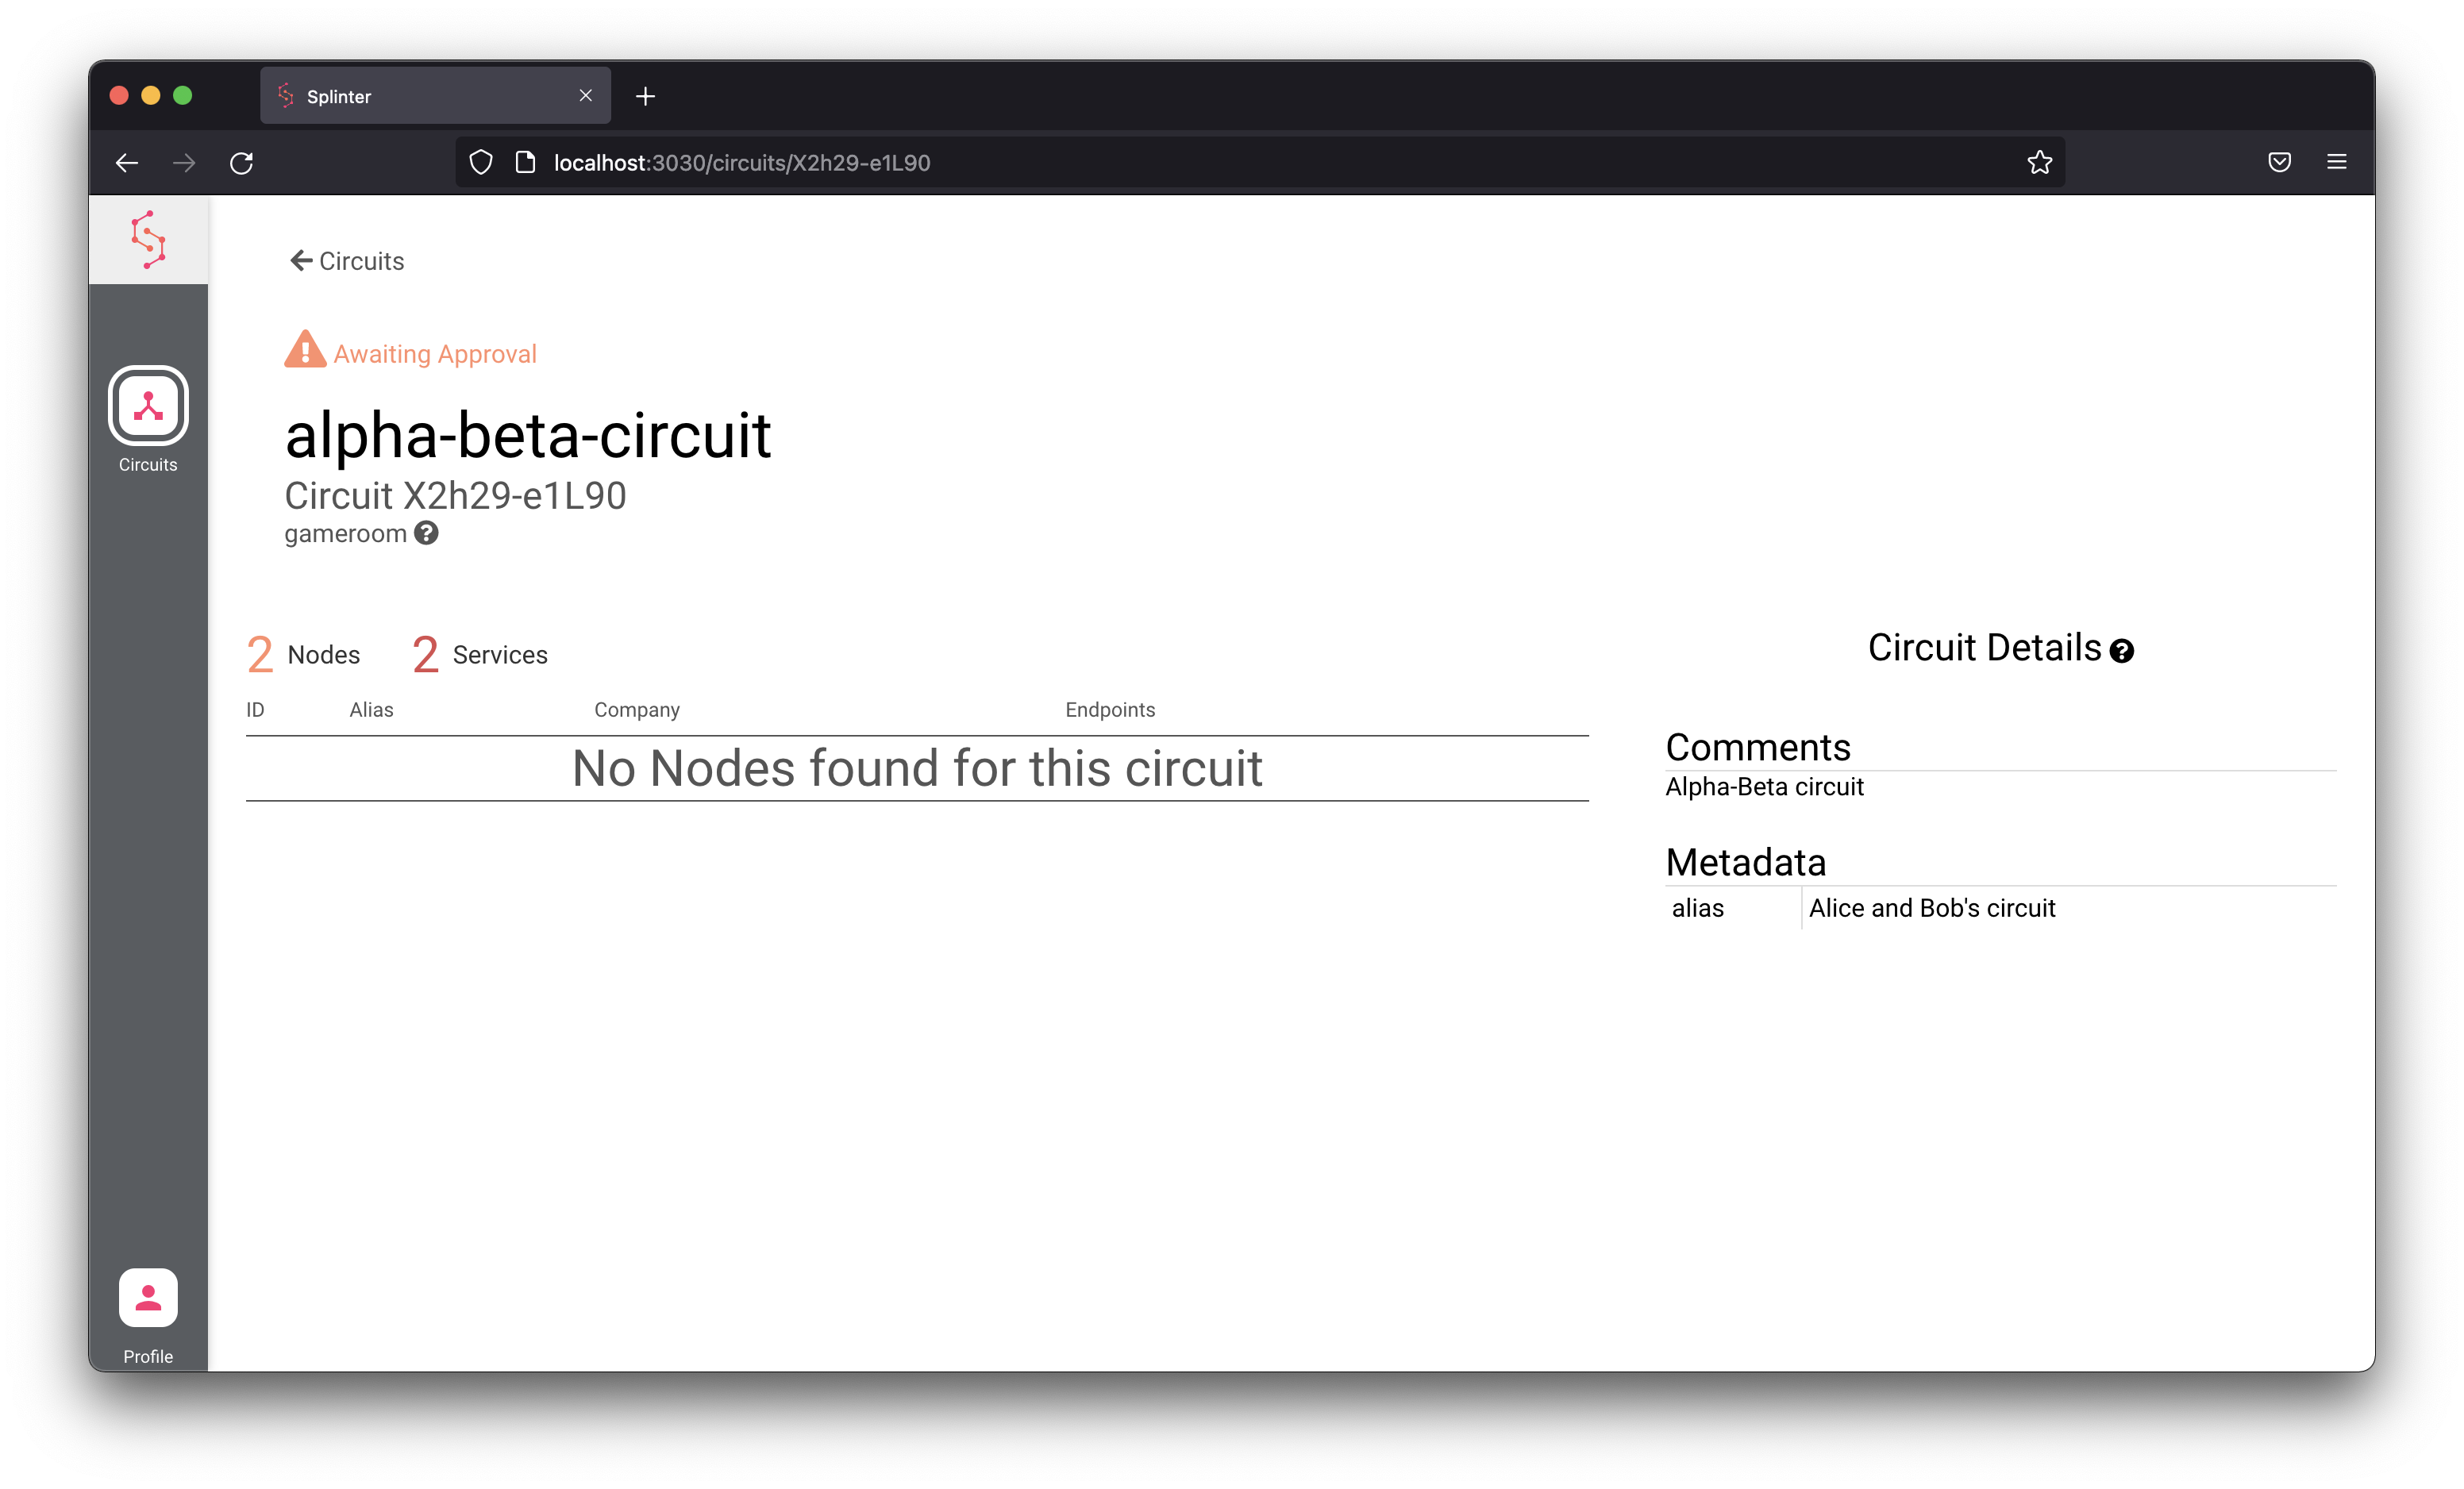 Splinter
localhost:3030/circuits/X2h29-e1L90
Circuits
Awaiting Approval
alpha-beta-circuit
Circuit X2h29-e1L90
gameroom
Circuits
2 Nodes 2 Services
ID Alias Company Endpoints
No Nodes found for this circuit
Circuit Details
Comments
Alpha-Beta circuit
Metadata
alias Alice and Bob's circuit
Profile